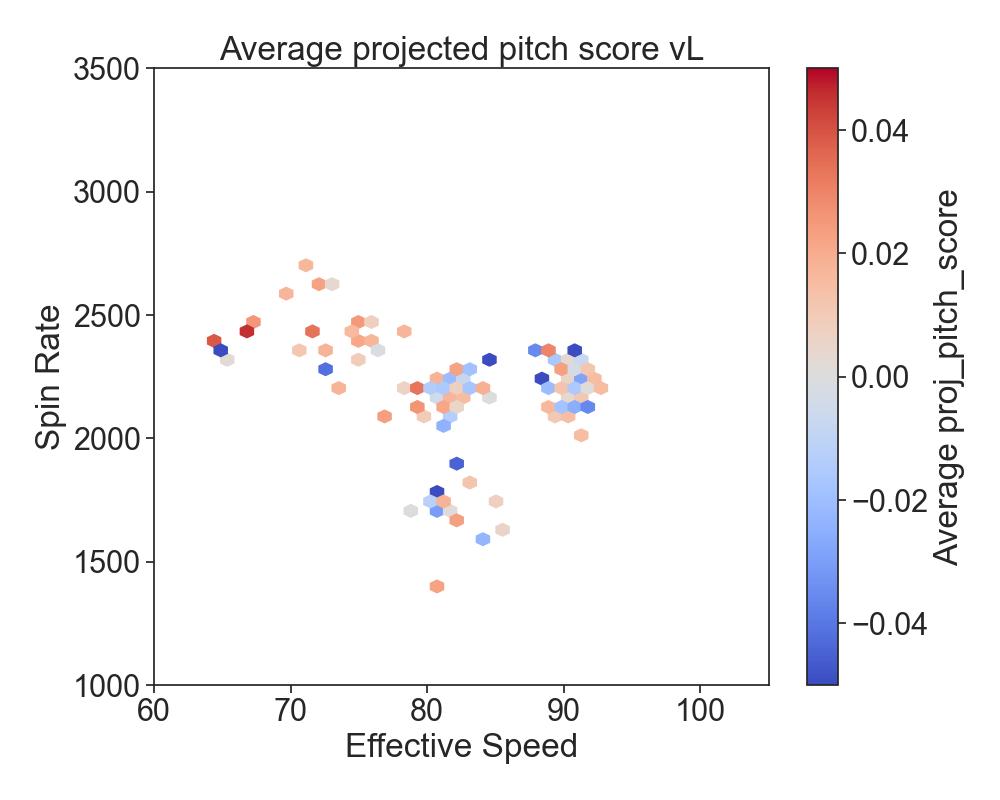 Average projected pitch score vL
3500
3000
2500
2000
1500
1000
Spin Rate
60 70 80 90 100
Effective Speed
0.04
0.02
0.00
−0.02
−0.04
Average proj_pitch_score